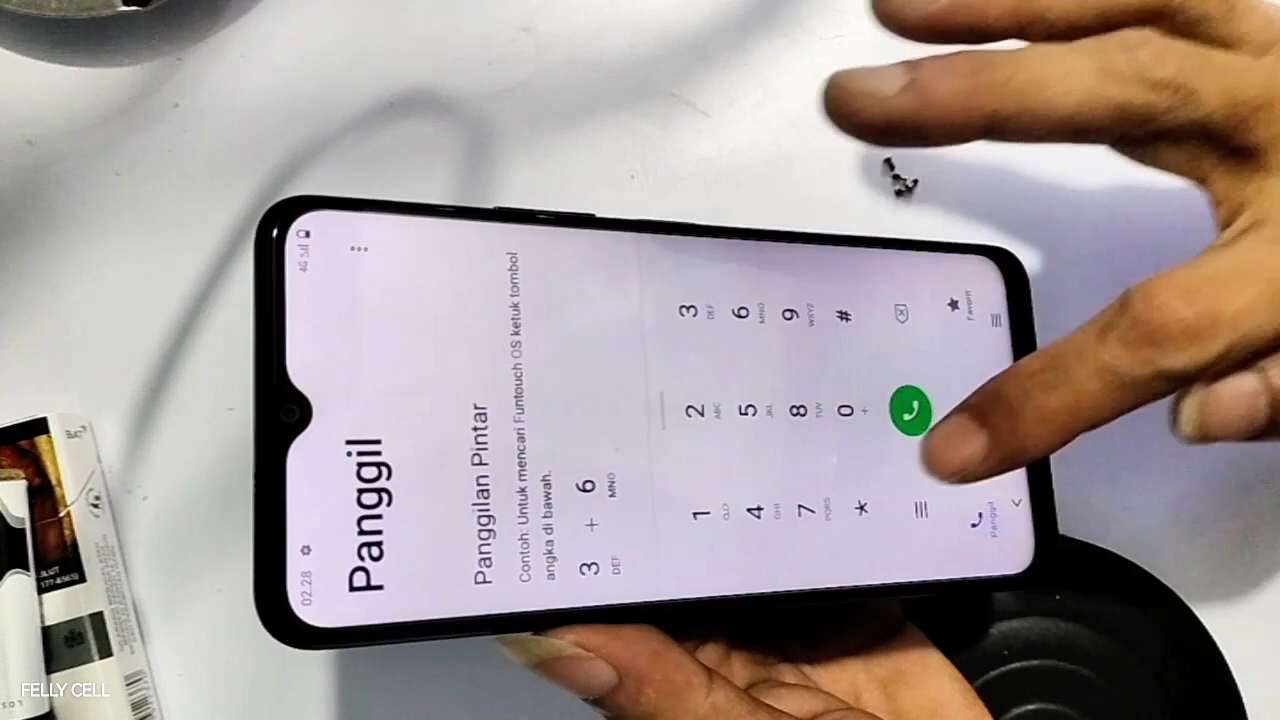 02.28
4G
Panggil
Panggilan Pintar
Contoh: Untuk mencari Funtouch OS ketuk tombol
angka di bawah.
3 + 6
DEF MNO
1 2 3
ABC DEF
4 5 6
GHI JKL MNO
7 8 9
PQRS TUV WXYZ
* 0 #
+
Panggil
Favorit
FELLY CELL